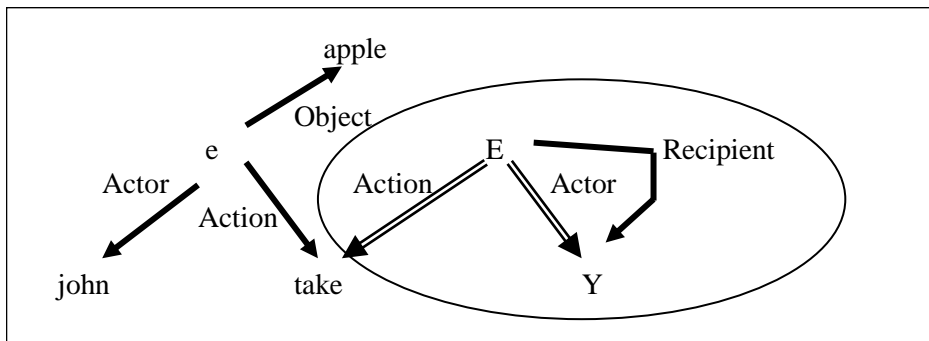 apple
Object
e
E
Recipient
Actor
Action
Action
Actor
john
take
Y